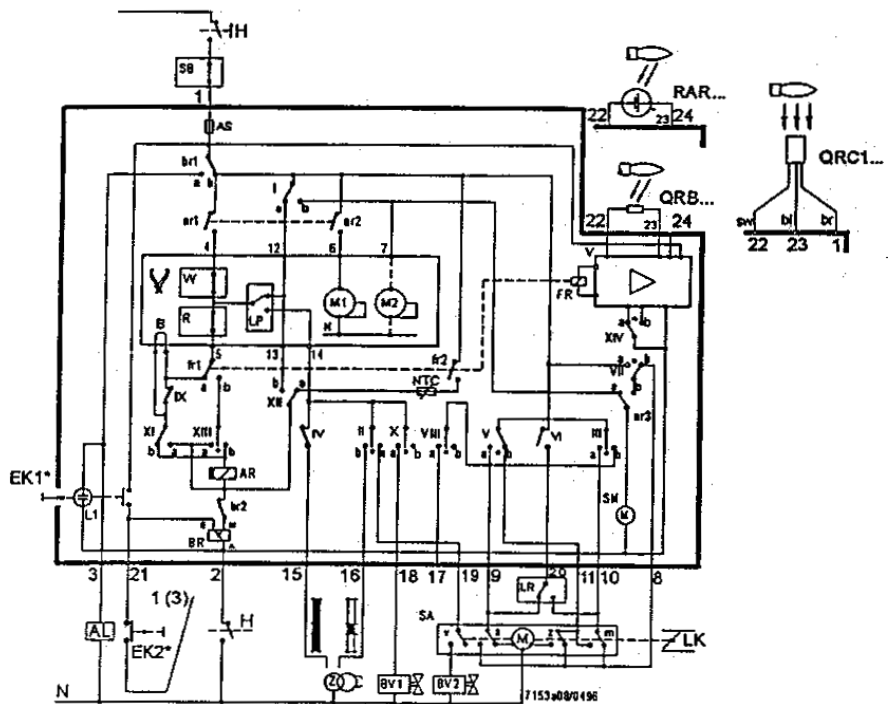 H
SB
1
AS
br1
a b
I
a b
ar1
ar2
4 12 6 7
W
R
LP
M1
M2
N
B
5 13 14
fr1
a b
fr2
NTC
b a
XII
IX
XI
XIII
b a a b
IV
II
X
VIII
b a a b a b
V
a b
VI
III
a b
AR
br2
BR
EK1*
L1
SM
M
ar3
a
b
VII
a b
XIV
a b
FR
V
RAR...
22 23 24
QRB...
22 23 24
QRC1...
sw bl br
22 23 1
3 21 2 15 16 18 17 19 9 20 11 10 8
LR
SA
v s M z m
LK
AL
EK2*
1 (3)
H
Z
BV1
BV2
N
7153a08/0496